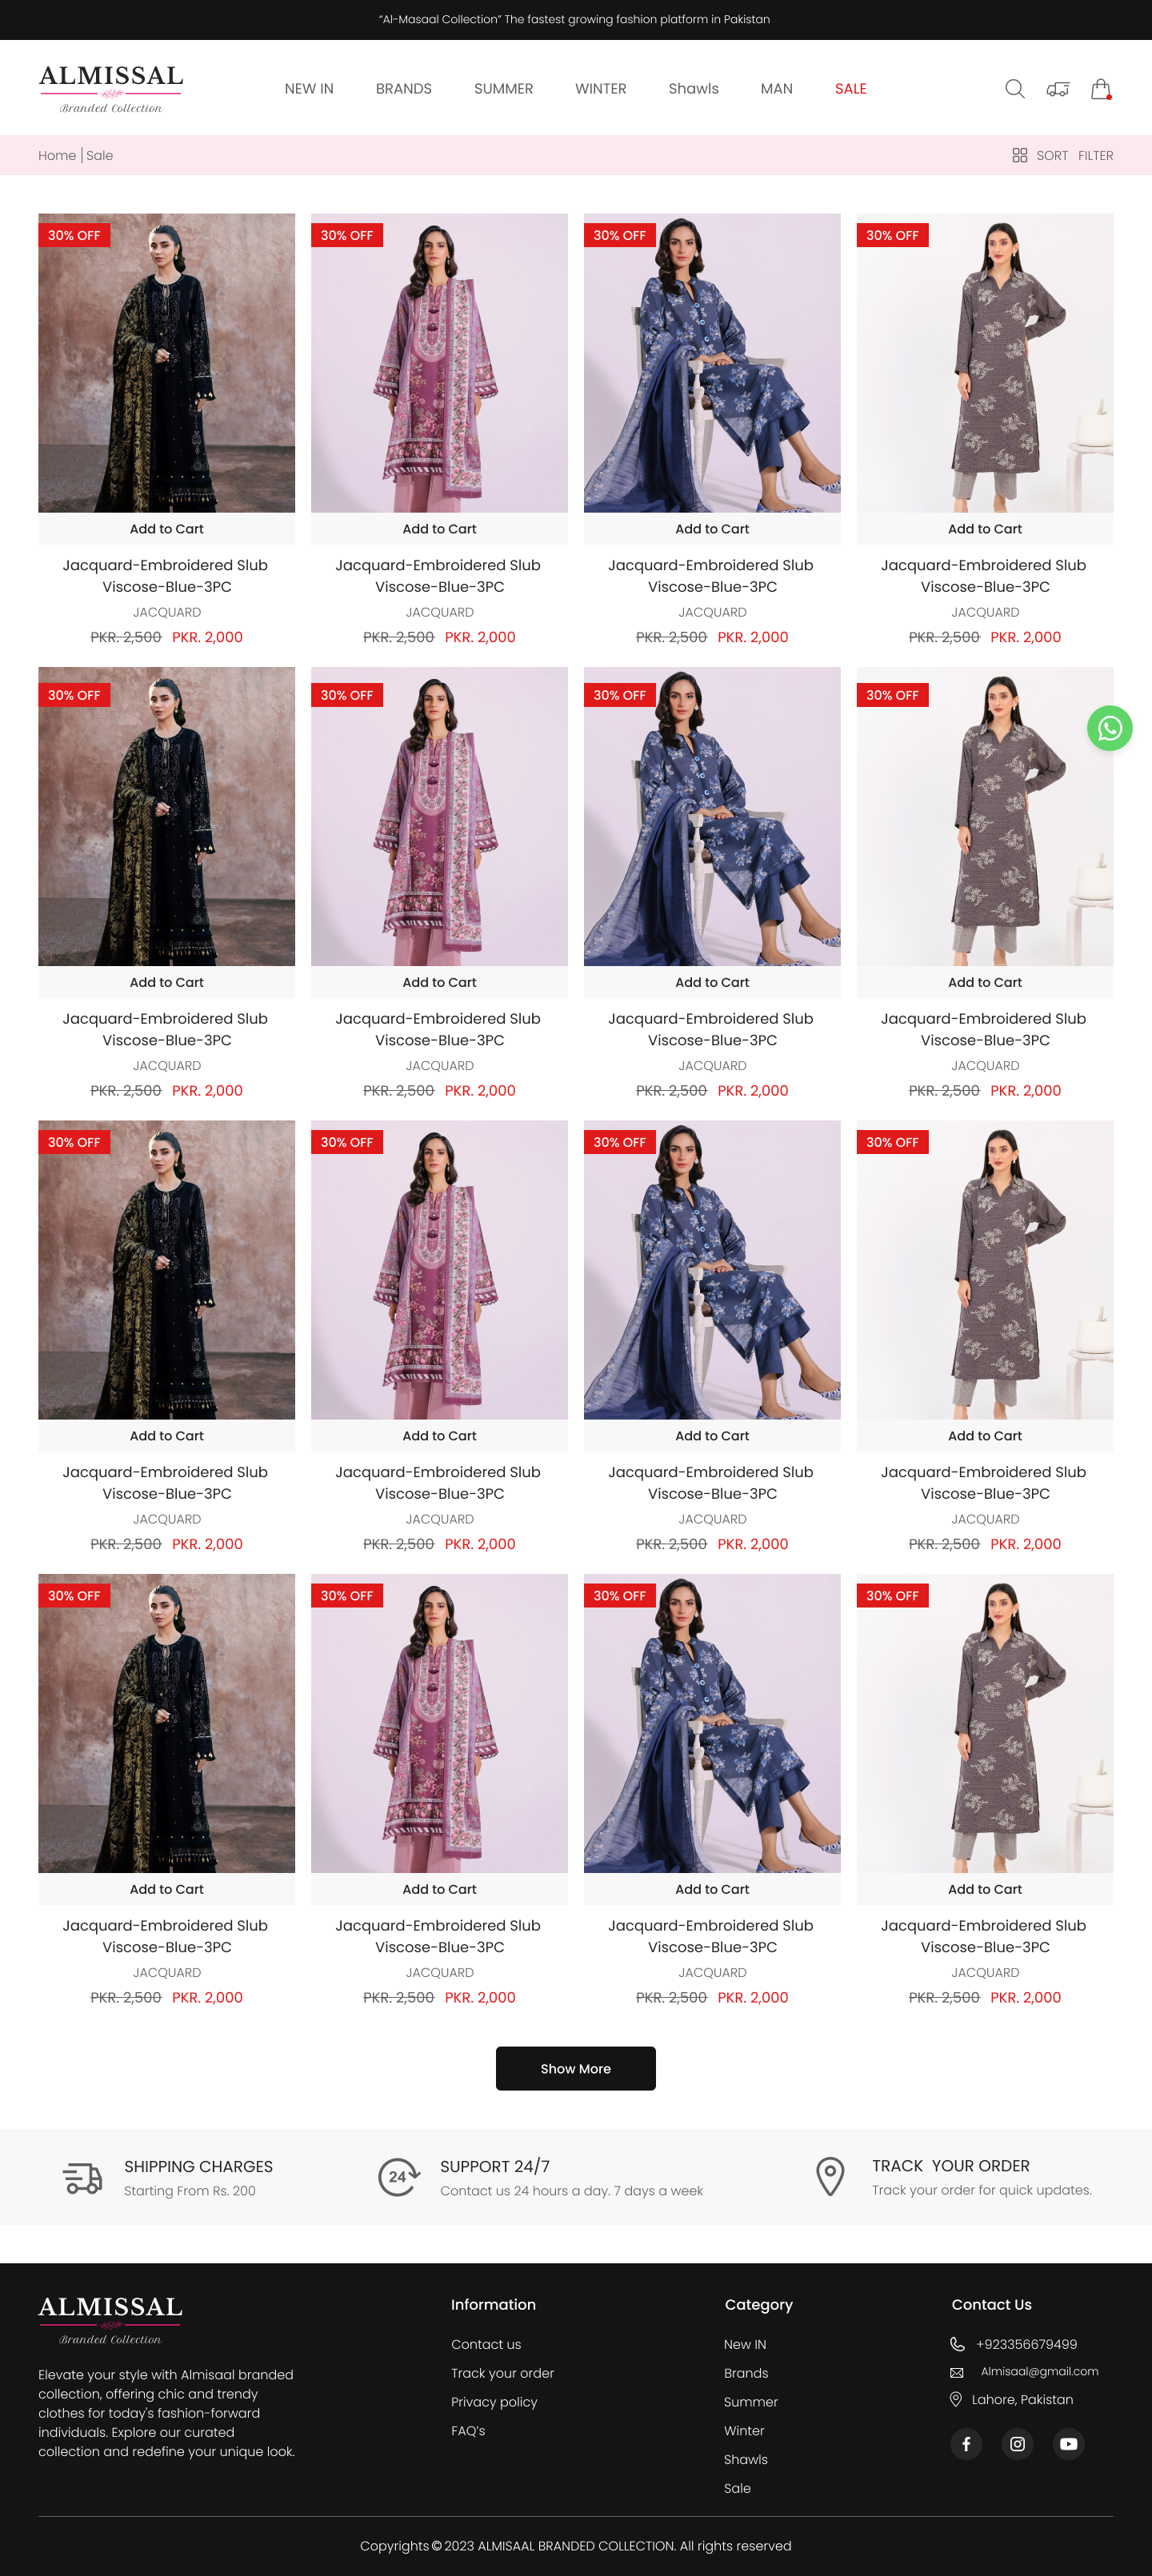 “Al-Masaal Collection” The fastest growing fashion platform in Pakistan
ALMISSAL
Branded Collection
NEW IN BRANDS SUMMER WINTER Shawls MAN SALE
Home | Sale
SORT FILTER
30% OFF 30% OFF 30% OFF 30% OFF
Add to Cart Add to Cart Add to Cart Add to Cart
Jacquard-Embroidered Slub Jacquard-Embroidered Slub Jacquard-Embroidered Slub Jacquard-Embroidered Slub
Viscose-Blue-3PC Viscose-Blue-3PC Viscose-Blue-3PC Viscose-Blue-3PC
JACQUARD JACQUARD JACQUARD JACQUARD
PKR. 2,500 PKR. 2,000 PKR. 2,500 PKR. 2,000 PKR. 2,500 PKR. 2,000 PKR. 2,500 PKR. 2,000
30% OFF 30% OFF 30% OFF 30% OFF
Add to Cart Add to Cart Add to Cart Add to Cart
Jacquard-Embroidered Slub Jacquard-Embroidered Slub Jacquard-Embroidered Slub Jacquard-Embroidered Slub
Viscose-Blue-3PC Viscose-Blue-3PC Viscose-Blue-3PC Viscose-Blue-3PC
JACQUARD JACQUARD JACQUARD JACQUARD
PKR. 2,500 PKR. 2,000 PKR. 2,500 PKR. 2,000 PKR. 2,500 PKR. 2,000 PKR. 2,500 PKR. 2,000
30% OFF 30% OFF 30% OFF 30% OFF
Add to Cart Add to Cart Add to Cart Add to Cart
Jacquard-Embroidered Slub Jacquard-Embroidered Slub Jacquard-Embroidered Slub Jacquard-Embroidered Slub
Viscose-Blue-3PC Viscose-Blue-3PC Viscose-Blue-3PC Viscose-Blue-3PC
JACQUARD JACQUARD JACQUARD JACQUARD
PKR. 2,500 PKR. 2,000 PKR. 2,500 PKR. 2,000 PKR. 2,500 PKR. 2,000 PKR. 2,500 PKR. 2,000
30% OFF 30% OFF 30% OFF 30% OFF
Add to Cart Add to Cart Add to Cart Add to Cart
Jacquard-Embroidered Slub Jacquard-Embroidered Slub Jacquard-Embroidered Slub Jacquard-Embroidered Slub
Viscose-Blue-3PC Viscose-Blue-3PC Viscose-Blue-3PC Viscose-Blue-3PC
JACQUARD JACQUARD JACQUARD JACQUARD
PKR. 2,500 PKR. 2,000 PKR. 2,500 PKR. 2,000 PKR. 2,500 PKR. 2,000 PKR. 2,500 PKR. 2,000
Show More
SHIPPING CHARGES
Starting From Rs. 200
24
SUPPORT 24/7
Contact us 24 hours a day. 7 days a week
TRACK YOUR ORDER
Track your order for quick updates.
ALMISSAL
Branded Collection
Elevate your style with Almisaal branded
collection, offering chic and trendy
clothes for today's fashion-forward
individuals. Explore our curated
collection and redefine your unique look.
Information
Contact us
Track your order
Privacy policy
FAQ’s
Category
New IN
Brands
Summer
Winter
Shawls
Sale
Contact Us
+923356679499
Almisaal@gmail.com
Lahore, Pakistan
Copyrights © 2023 ALMISAAL BRANDED COLLECTION. All rights reserved